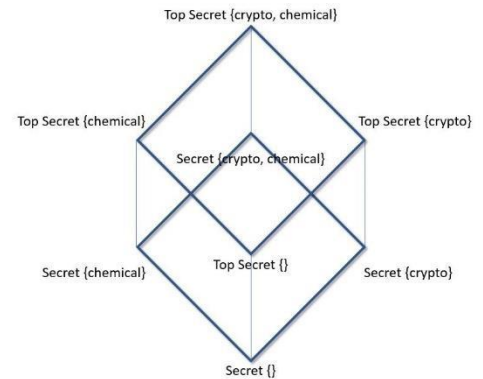 Top Secret {crypto, chemical}
Top Secret {chemical}
Top Secret {crypto}
Secret {crypto, chemical}
Top Secret {}
Secret {chemical}
Secret {crypto}
Secret {}